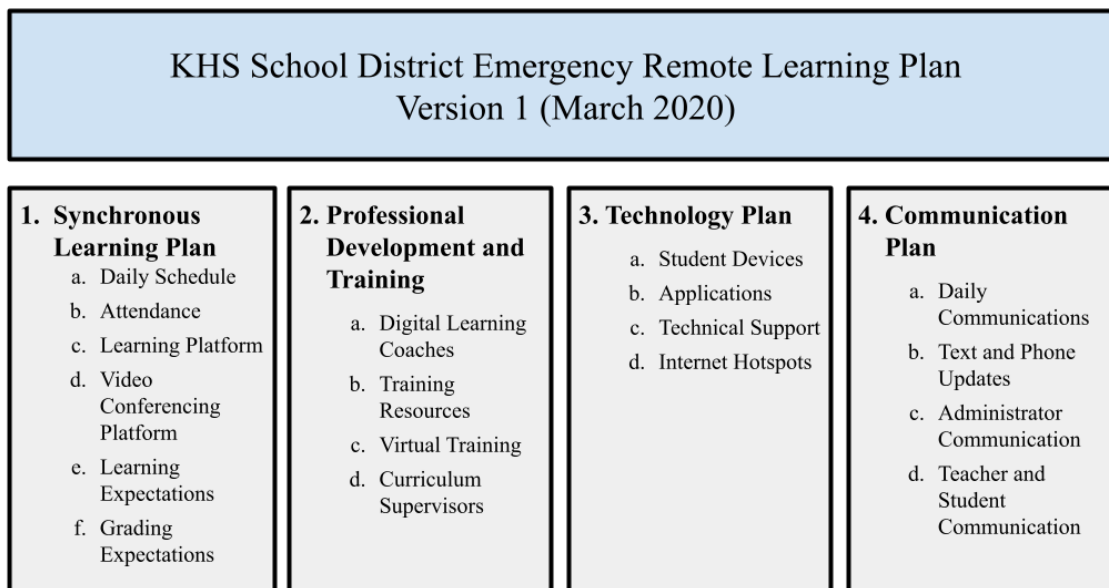 KHS School District Emergency Remote Learning Plan
Version 1 (March 2020)
1. Synchronous
Learning Plan
a. Daily Schedule
b. Attendance
c. Learning Platform
d. Video
Conferencing
Platform
e. Learning
Expectations
f. Grading
Expectations
2. Professional
Development and
Training
a. Digital Learning
Coaches
b. Training
Resources
c. Virtual Training
d. Curriculum
Supervisors
3. Technology Plan
a. Student Devices
b. Applications
c. Technical Support
d. Internet Hotspots
4. Communication
Plan
a. Daily
Communications
b. Text and Phone
Updates
c. Administrator
Communication
d. Teacher and
Student
Communication